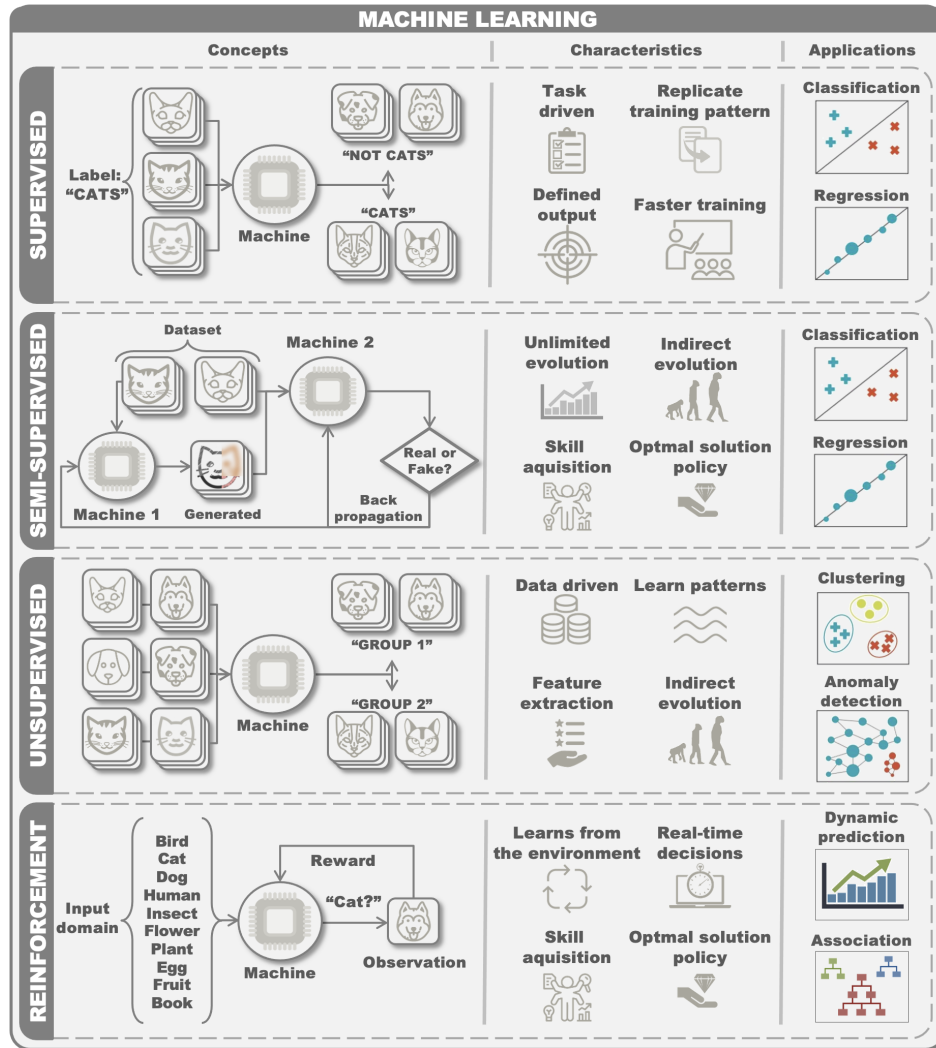 MACHINE LEARNING
Concepts
Characteristics
Applications
SUPERVISED
Label:
“CATS”
Machine
“NOT CATS”
“CATS”
Task
driven
Replicate
training pattern
Defined
output
Faster training
Classification
Regression
SEMI-SUPERVISED
Dataset
Machine 2
Machine 1
Generated
Real or
Fake?
Back
propagation
Unlimited
evolution
Indirect
evolution
Skill
aquisition
Optmal solution
policy
Classification
Regression
UNSUPERVISED
Machine
“GROUP 1”
“GROUP 2”
Data driven
Learn patterns
Feature
extraction
Indirect
evolution
Clustering
Anomaly
detection
REINFORCEMENT
Input
domain
Bird
Cat
Dog
Human
Insect
Flower
Plant
Egg
Fruit
Book
Machine
Reward
“Cat?”
Observation
Learns from
the environment
Real-time
decisions
Skill
aquisition
Optmal solution
policy
Dynamic
prediction
Association